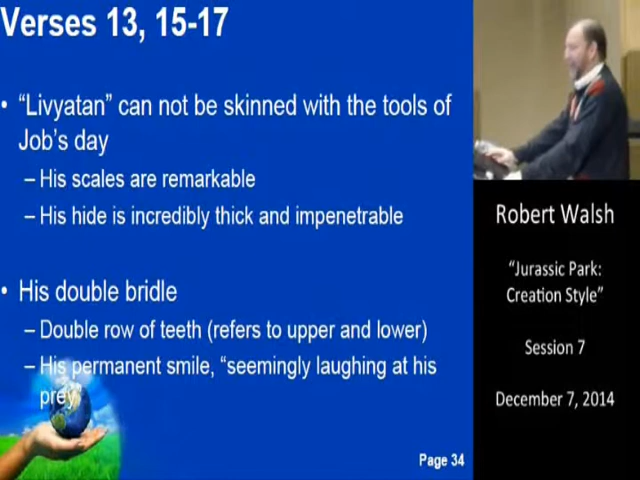 Verses 13, 15-17
• “Livyatan” can not be skinned with the tools of
Job's day
– His scales are remarkable
– His hide is incredibly thick and impenetrable
• His double bridle
– Double row of teeth (refers to upper and lower)
– His permanent smile, “seemingly laughing at his
prey”
Page 34
Robert Walsh
“Jurassic Park:
Creation Style”
Session 7
December 7, 2014